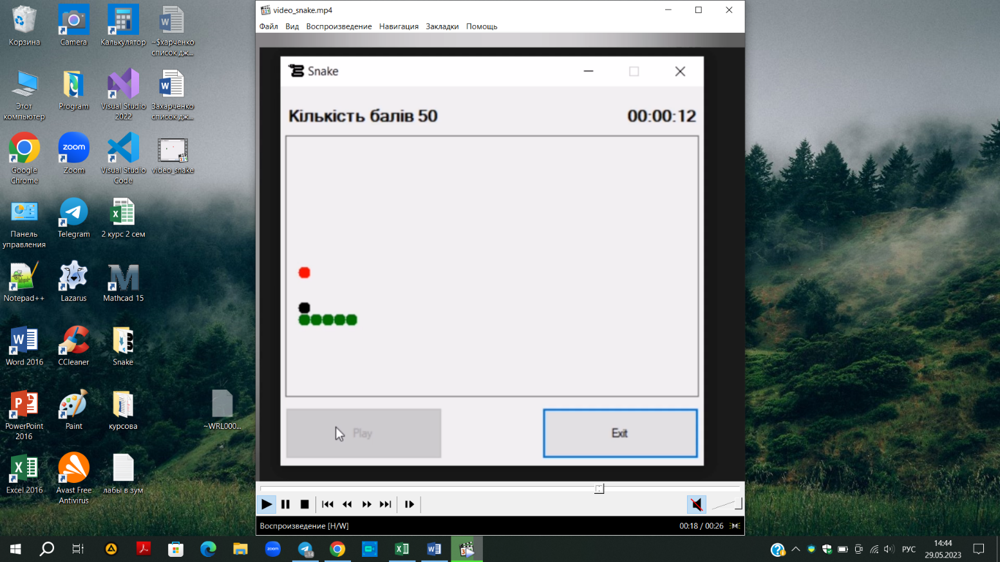 Корзина
Camera
Калькулятор
~$харченко
список дж...
Этот
компьютер
Program
Visual Studio
2022
Захарченко
список дж...
Google
Chrome
zoom
Zoom
Visual Studio
Code
video_snake
Панель
управления
Telegram
2 курс 2 сем
Notepad++
Lazarus
Mathcad 15
Word 2016
CCleaner
Snake
PowerPoint
2016
Paint
курсова
~WRL000...
Excel 2016
Avast Free
Antivirus
лабы в зум
video_snake.mp4
Файл Вид Воспроизведение Навигация Закладки Помощь
Snake
Кількість балів 50
00:00:12
Play
Exit
Воспроизведение [H/W]
00:18 / 00:26
zoom
14
РУС
14:44
29.05.2023